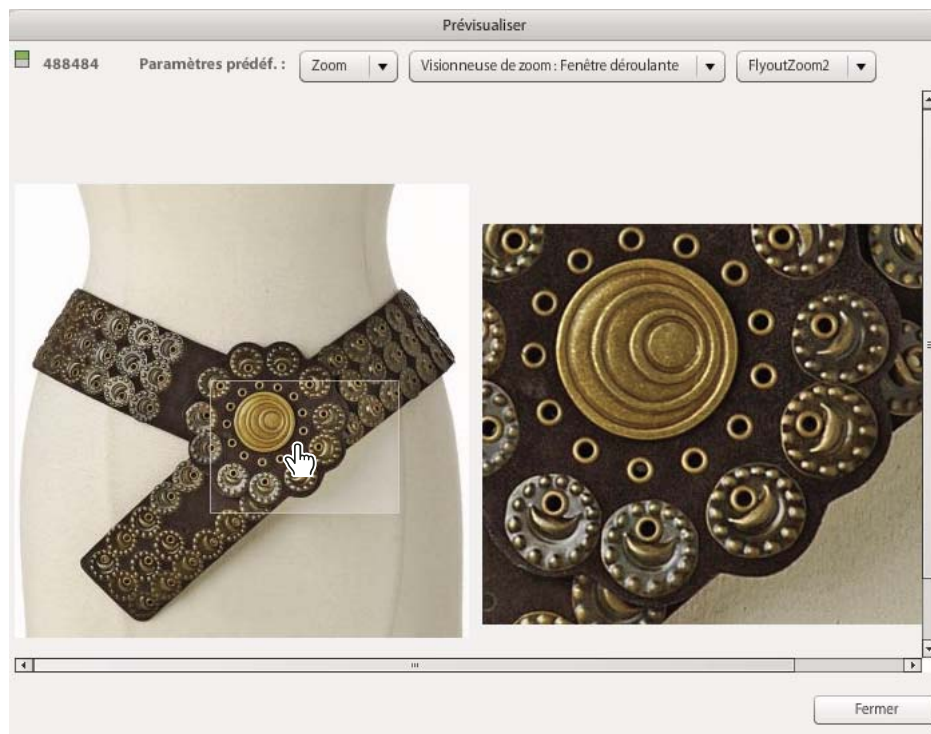 Prévisualiser
488484 Paramètres prédéf. : Zoom Visionneuse de zoom : Fenêtre déroulante FlyoutZoom2
Fermer